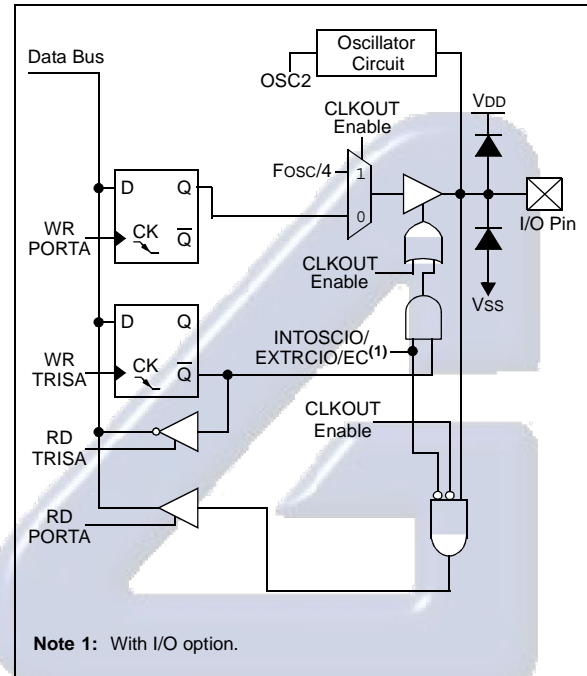 Data Bus
Oscillator
Circuit
OSC2
VDD
CLKOUT
Enable
FOSC/4
1
0
D Q
CK
Q
WR
PORTA
I/O Pin
CLKOUT
Enable
VSS
D Q
CK
Q
WR
TRISA
INTOSCIO/
EXTRCIO/EC(1)
CLKOUT
Enable
RD
TRISA
RD
PORTA
Note 1: With I/O option.